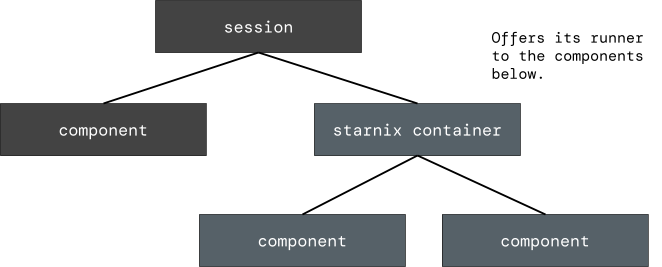 session
Offers its runner
to the components
below.
component
starnix container
component
component